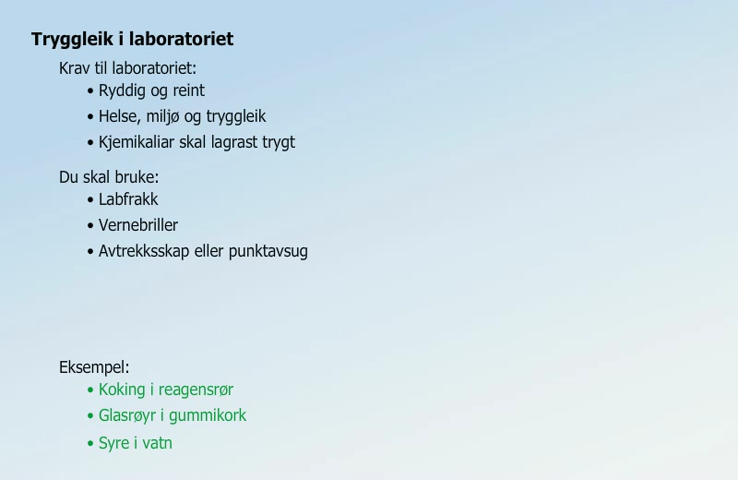 Tryggleik i laboratoriet
Krav til laboratoriet:
• Ryddig og reint
• Helse, miljø og tryggleik
• Kjemikaliar skal lagrast trygt
Du skal bruke:
• Labfrakk
• Vernebriller
• Avtrekksskap eller punktavsug
Eksempel:
• Koking i reagensrør
• Glasrøyr i gummikork
• Syre i vatn